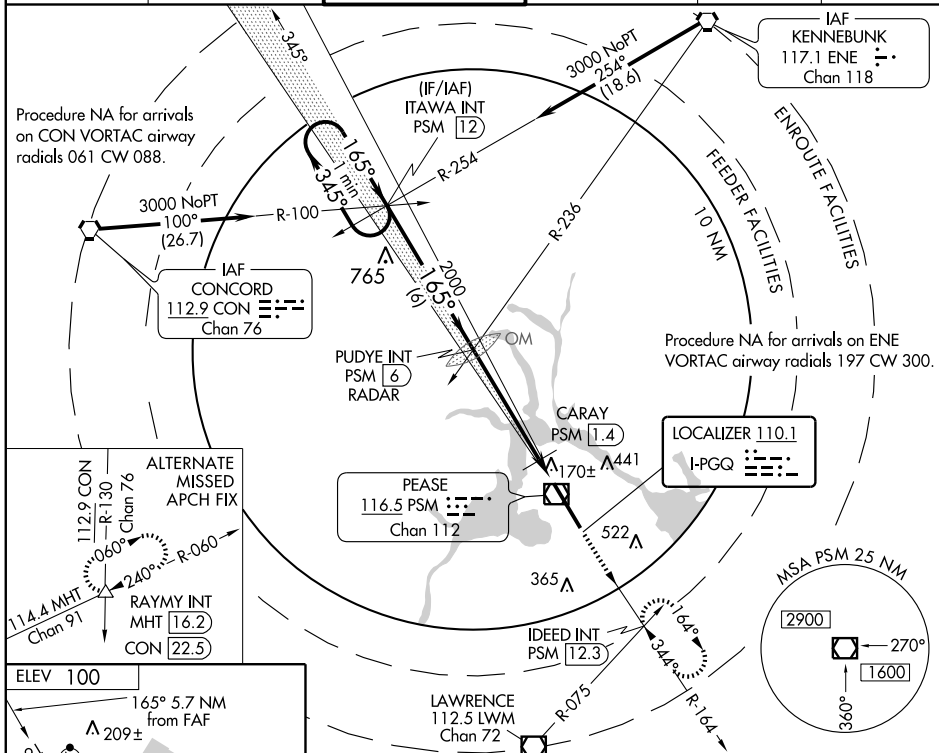 345°
IAF
KENNEBUNK
117.1 ENE
Chan 118
3000 NoPT
254°
(18.6)
(IF/IAF)
ITAWA INT
PSM 12
Procedure NA for arrivals
on CON VORTAC airway
radials 061 CW 088.
ENROUTE FACILITIES
FEEDER FACILITIES
10 NM
R-254
R-236
165°
1 min
345°
3000 NoPT
100°
(26.7)
R-100
IAF
CONCORD
112.9 CON
Chan 76
765
2000
165°
(6)
OM
PUDYE INT
PSM 6
RADAR
Procedure NA for arrivals on ENE
VORTAC airway radials 197 CW 300.
CARAY
PSM 1.4
170±
441
LOCALIZER 110.1
I-PGQ
PEASE
116.5 PSM
Chan 112
522
365
ALTERNATE
MISSED
APCH FIX
112.9 CON
R-130
Chan 76
060°
240°
R-060
114.4 MHT
Chan 91
RAYMY INT
MHT 16.2
CON 22.5
IDEED INT
PSM 12.3
164°
344°
R-164
R-075
LAWRENCE
112.5 LWM
Chan 72
MSA PSM 25 NM
2900
270°
1600
360°
ELEV 100
165° 5.7 NM
from FAF
209±